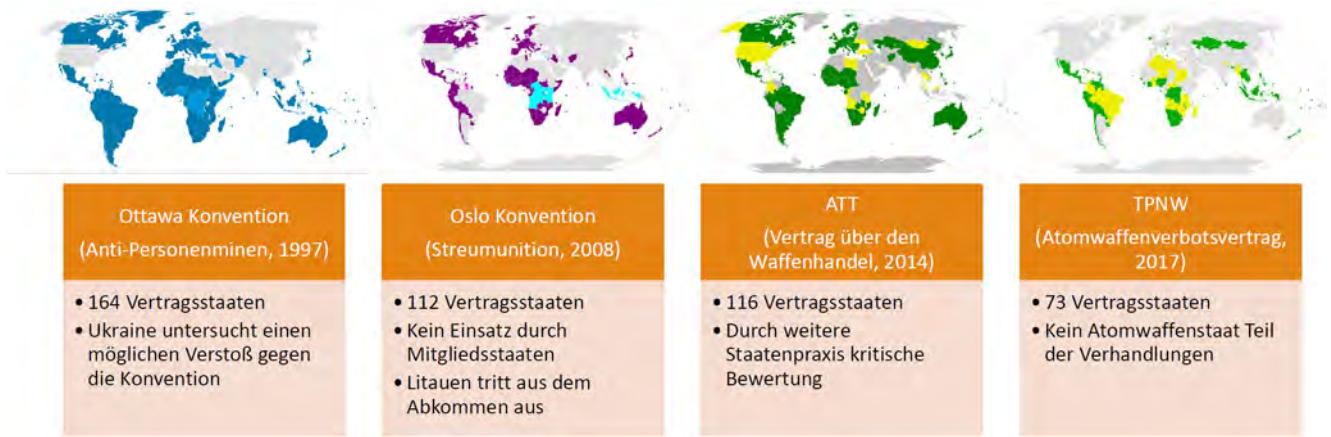 Ottawa Konvention
(Anti-Personenminen, 1997)
• 164 Vertragsstaaten
• Ukraine untersucht einen
möglichen Verstoß gegen
die Konvention
Oslo Konvention
(Streumunition, 2008)
• 112 Vertragsstaaten
• Kein Einsatz durch
Mitgliedsstaaten
• Litauen tritt aus dem
Abkommen aus
ATT
(Vertrag über den
Waffenhandel, 2014)
• 116 Vertragsstaaten
• Durch weitere
Staatenpraxis kritische
Bewertung
TPNW
(Atomwaffenverbotsvertrag,
2017)
• 73 Vertragsstaaten
• Kein Atomwaffenstaat Teil
der Verhandlungen